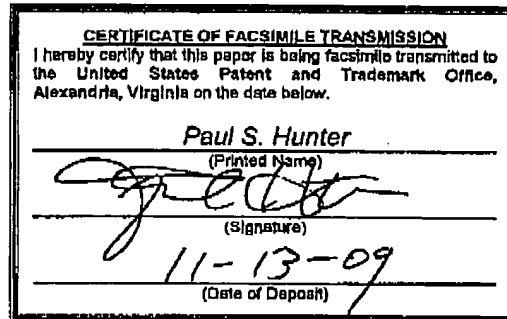 CERTIFICATE OF FACSIMILE TRANSMISSION
I hereby certify that this paper is being facsimile transmitted to
the United States Patent and Trademark Office,
Alexandria, Virginia on the date below.
Paul S. Hunter
(Printed Name)
(Signature)
11-13-09
(Date of Deposit)